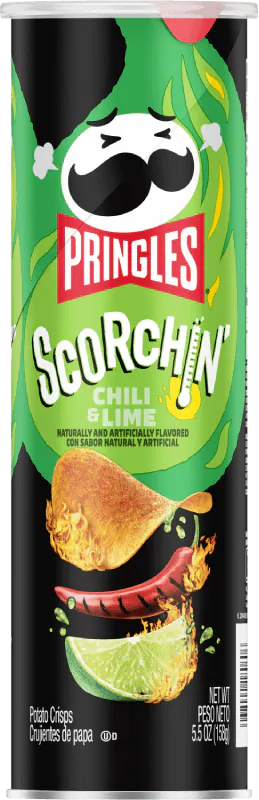 PRINGLES
SCORCHIN'
CHILI
& LIME
NATURALLY AND ARTIFICIALLY FLAVORED
CON SABOR NATURAL Y ARTIFICIAL
Potato Crisps
Crujientes de papa Ⓤ D
NET WT
PESO NETO
5.5 OZ (158g)